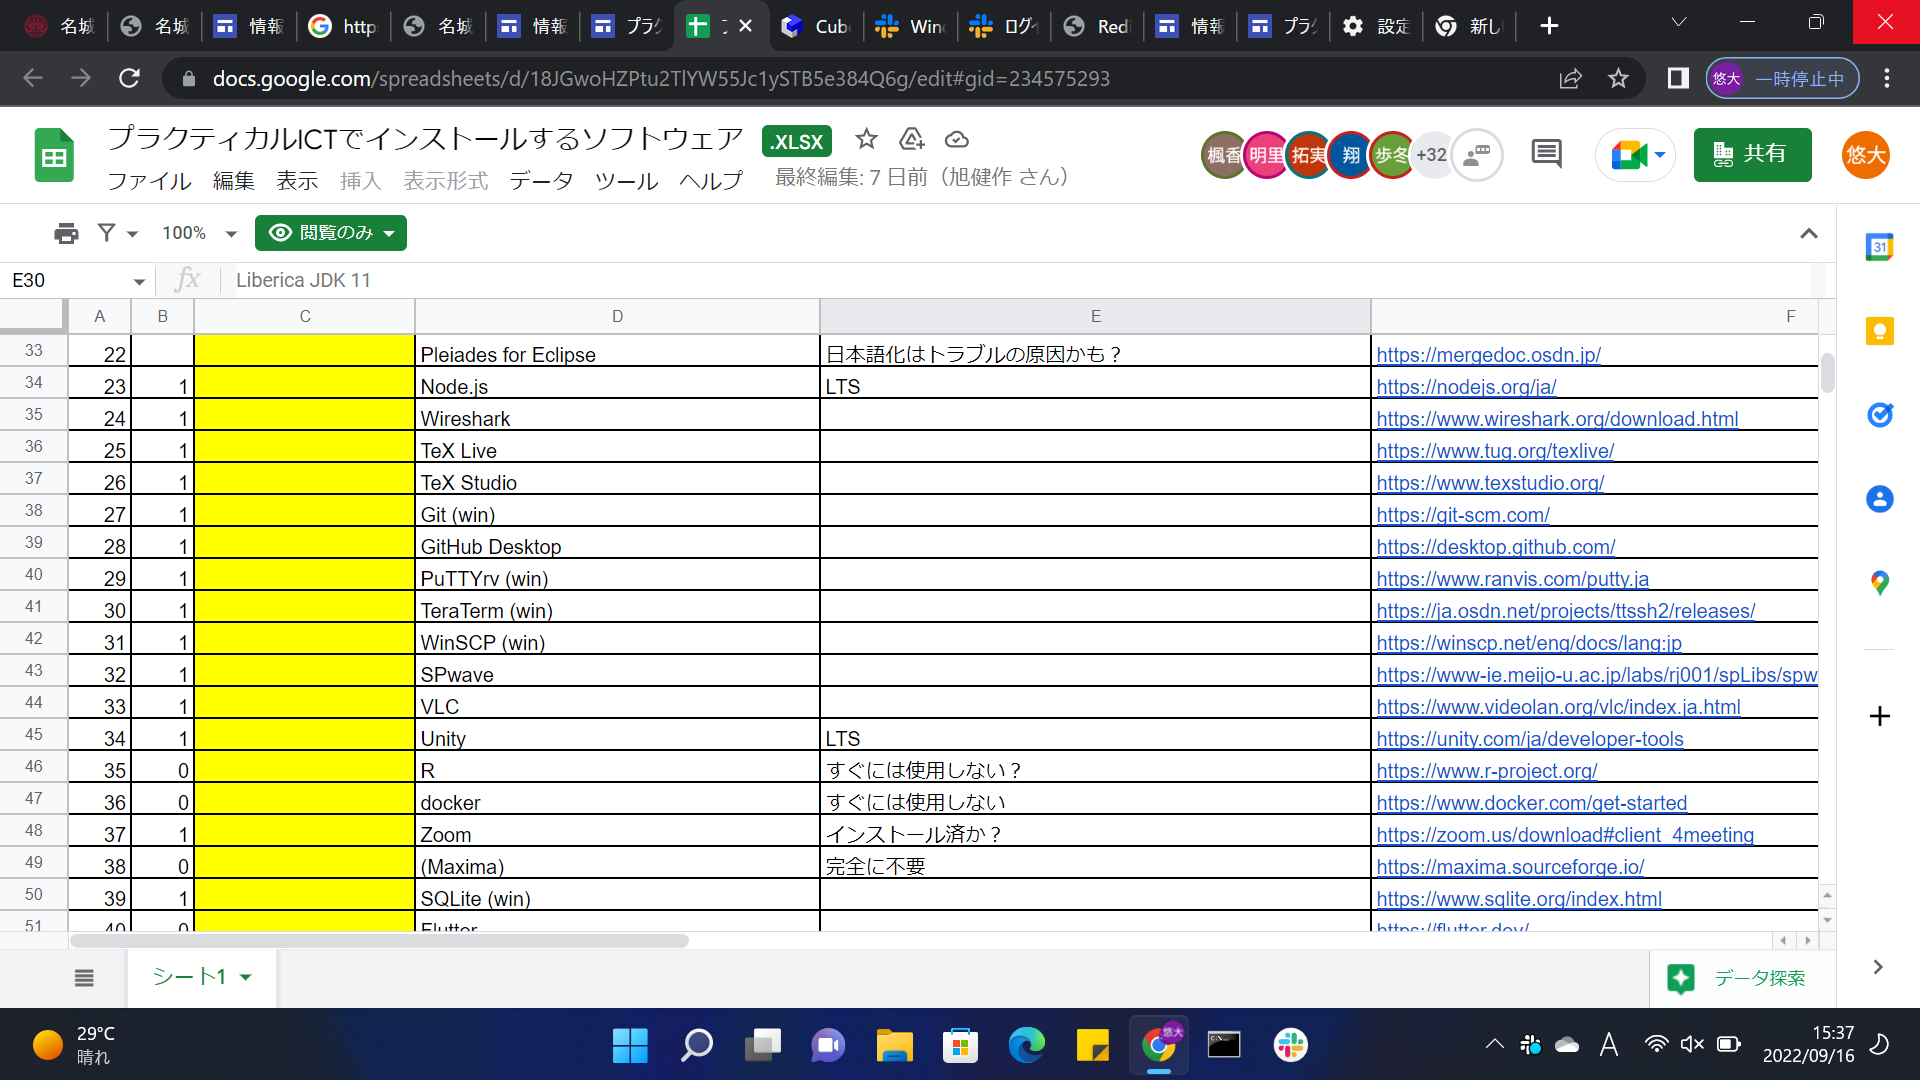 名城 名城 情報 http 名城 情報 プラク Cub Wind ログイ Redi 情報 プラク 設定 新し
docs.google.com/spreadsheets/d/18JGwoHZPtu2TlYW55Jc1ySTB5e384Q6g/edit#gid=234575293 悠大 一時停止中
プラクティカルICTでインストールするソフトウェア .XLSX
楓香 明里 拓実 翔 歩冬 +32 共有 悠大
ファイル 編集 表示 挿入 表示形式 データ ツール ヘルプ 最終編集: 7 日前（旭健作 さん）
100% 閲覧のみ
E30 fx Liberica JDK 11
A B C D E F
33 22 Pleiades for Eclipse 日本語化はトラブルの原因かも？ https://mergedoc.osdn.jp/
34 23 1 Node.js LTS https://nodejs.org/ja/
35 24 1 Wireshark https://www.wireshark.org/download.html
36 25 1 TeX Live https://www.tug.org/texlive/
37 26 1 TeX Studio https://www.texstudio.org/
38 27 1 Git (win) https://git-scm.com/
39 28 1 GitHub Desktop https://desktop.github.com/
40 29 1 PuTTYrv (win) https://www.ranvis.com/putty.ja
41 30 1 TeraTerm (win) https://ja.osdn.net/projects/ttssh2/releases/
42 31 1 WinSCP (win) https://winscp.net/eng/docs/lang:jp
43 32 1 SPwave https://www-ie.meijo-u.ac.jp/labs/rj001/spLibs/spw
44 33 1 VLC https://www.videolan.org/vlc/index.ja.html
45 34 1 Unity LTS https://unity.com/ja/developer-tools
46 35 0 R すぐには使用しない？ https://www.r-project.org/
47 36 0 docker すぐには使用しない https://www.docker.com/get-started
48 37 1 Zoom インストール済か？ https://zoom.us/download#client_4meeting
49 38 0 (Maxima) 完全に不要 https://maxima.sourceforge.io/
50 39 1 SQLite (win) https://www.sqlite.org/index.html
51 40 0 Flutter https://flutter.dev/
シート1 データ探索
29°C
晴れ
A 15:37
2022/09/16